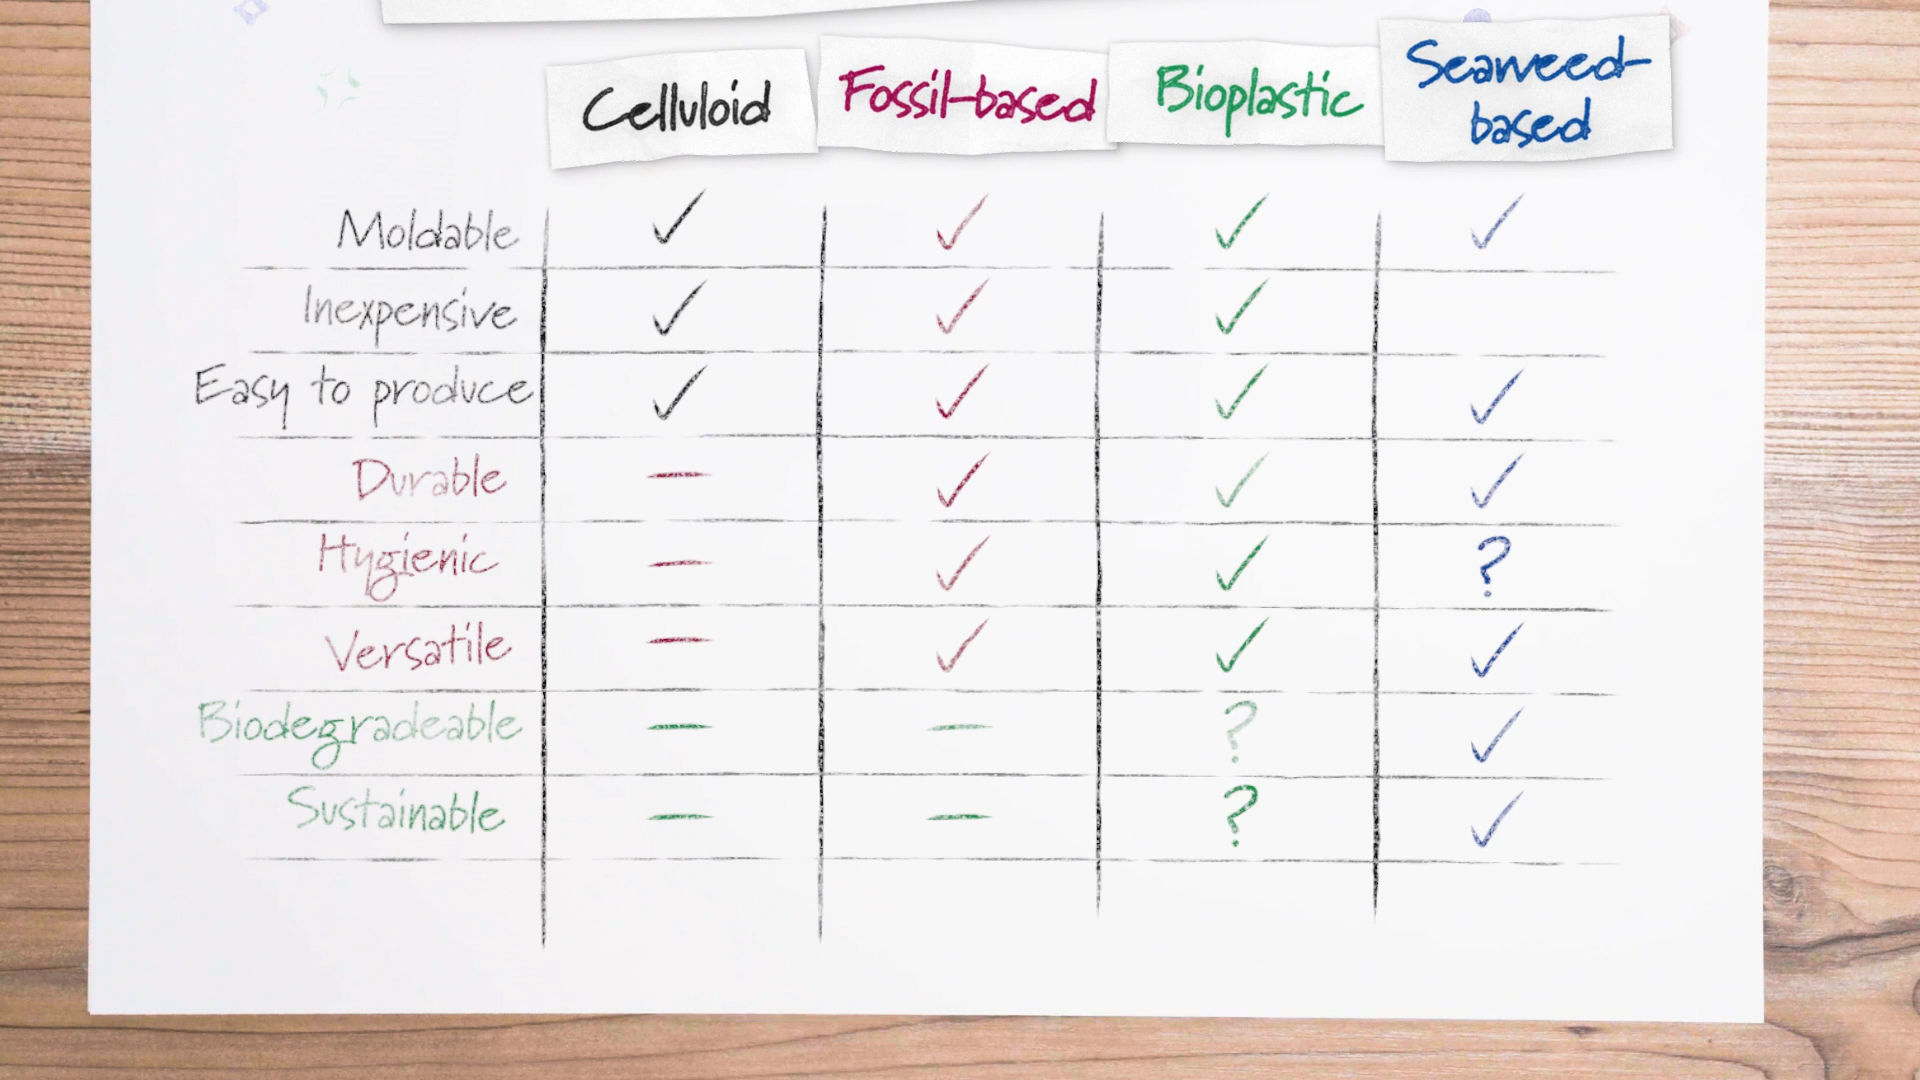 Celluloid Fossil-based Bioplastic Seaweed-
based
Moldable ✓ ✓ ✓ ✓
Inexpensive ✓ ✓ ✓
Easy to produce ✓ ✓ ✓ ✓
Durable — ✓ ✓ ✓
Hygienic — ✓ ✓ ?
Versatile — ✓ ✓ ✓
Biodegradeable — — ? ✓
Sustainable — — ? ✓